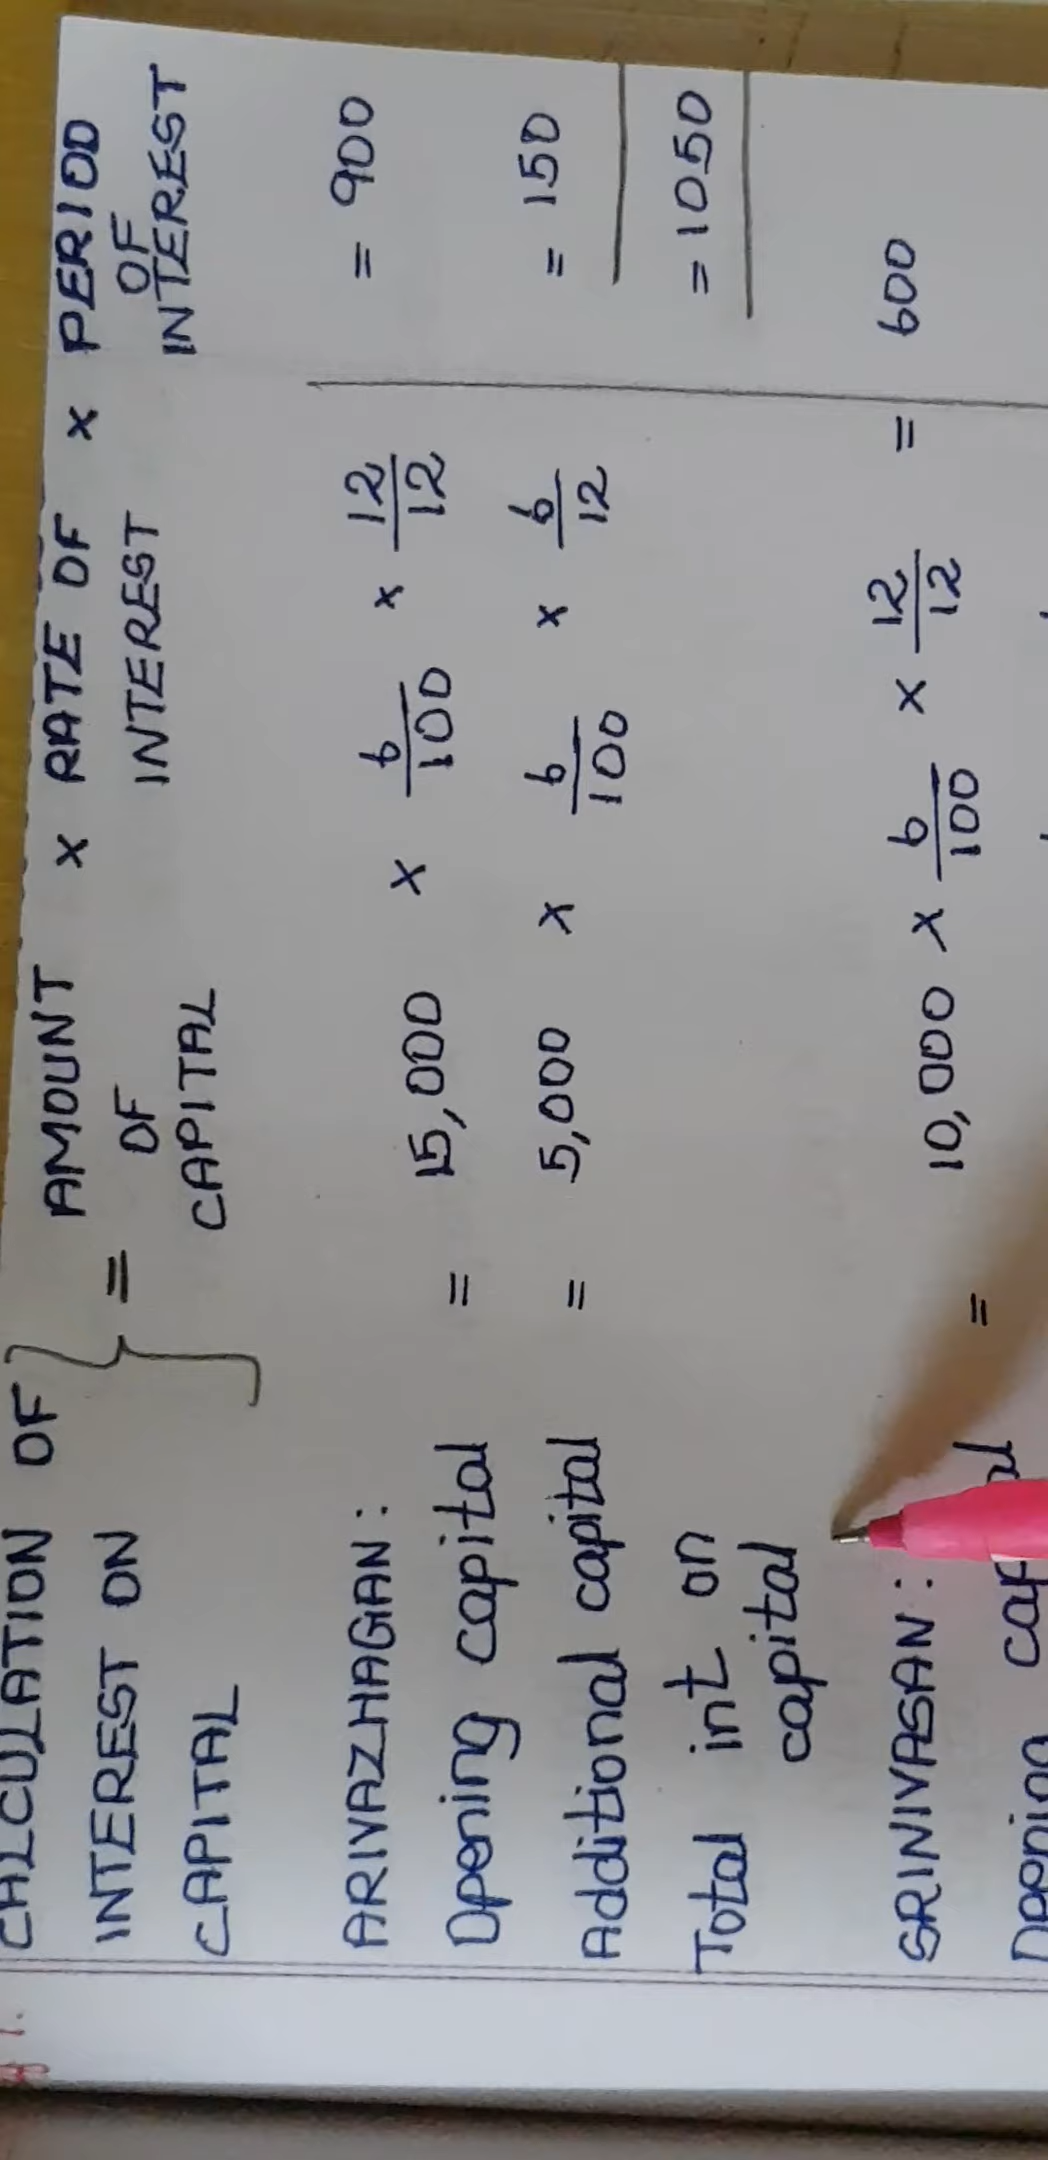 CALCULATION OF } = AMOUNT × RATE OF × PERIOD
INTEREST ON OF INTEREST OF
CAPITAL CAPITAL INTEREST
ARIVAZHAGAN:
Opening capital = 15,000 × 6/100 × 12/12 = 900
Additional capital = 5,000 × 6/100 × 6/12 = 150
Total int on = 1050
capital
SRINIVASAN:
Opening = 10,000 × 6/100 × 12/12 = 600